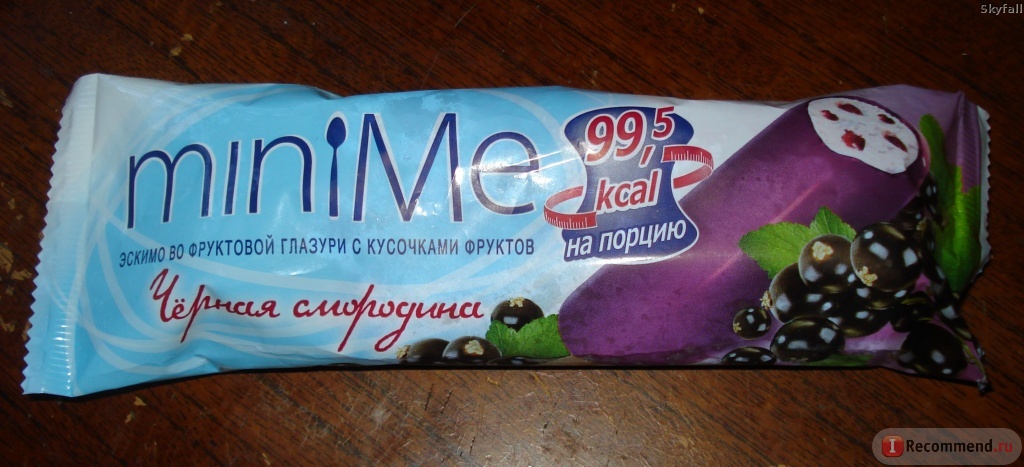 Skyfall
miniMe
99,5
kcal
на порцию
ЭСКИМО ВО ФРУКТОВОЙ ГЛАЗУРИ С КУСОЧКАМИ ФРУКТОВ
Чёрная смородина
I Recommend.ru